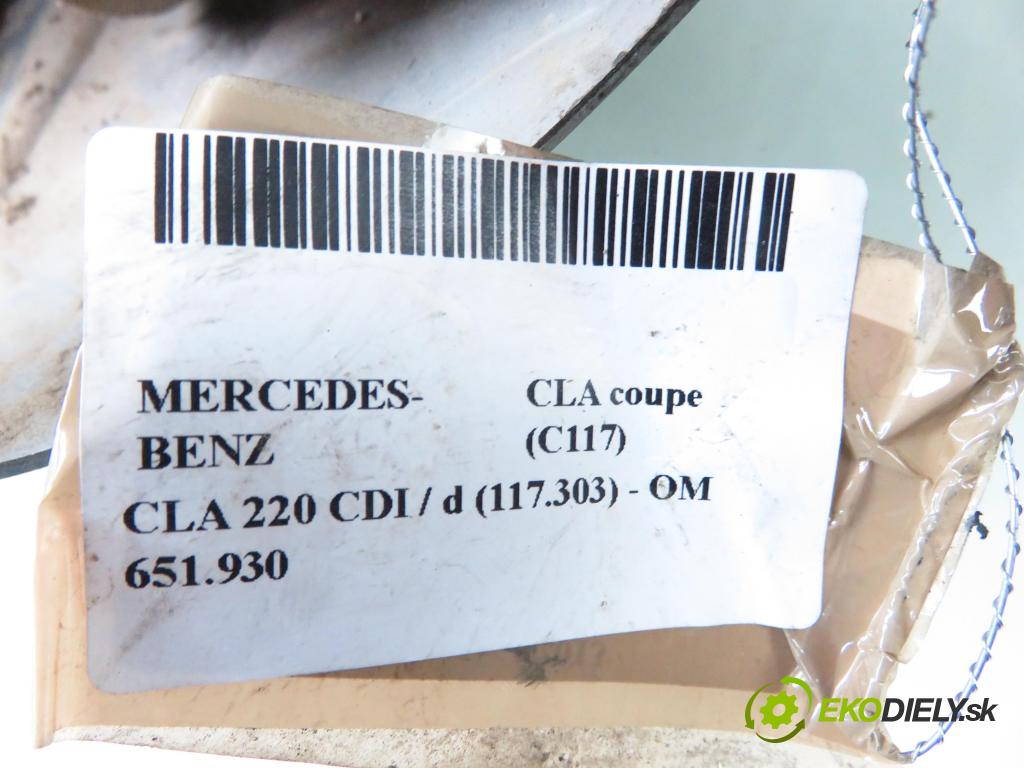 MERCEDES-
BENZ
CLA coupe
(C117)
CLA 220 CDI / d (117.303) - OM
651.930
EKODIELY.sk